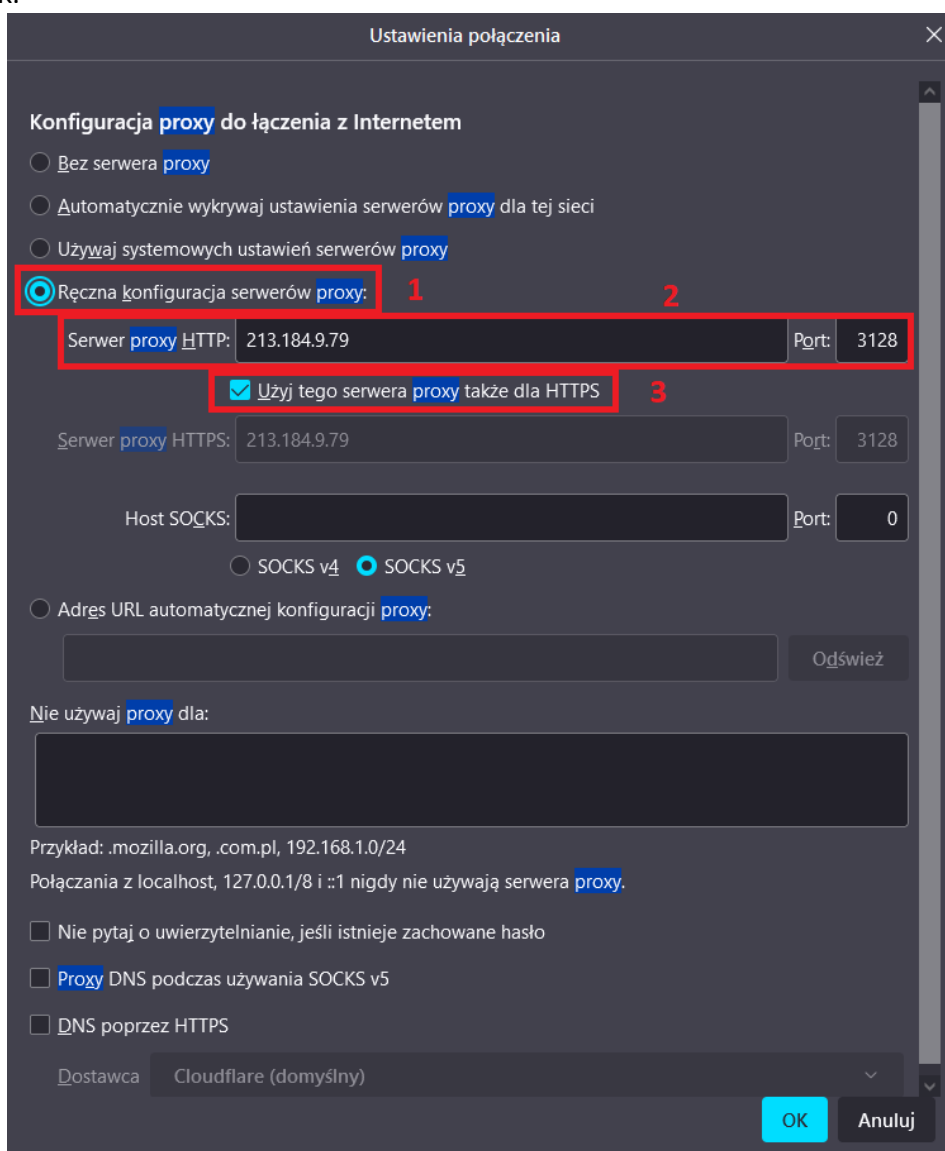 Ustawienia połączenia
Konfiguracja proxy do łączenia z Internetem
Bez serwera proxy
Automatycznie wykrywaj ustawienia serwerów proxy dla tej sieci
Używaj systemowych ustawień serwerów proxy
Ręczna konfiguracja serwerów proxy: 1
2
Serwer proxy HTTP: 213.184.9.79 Port: 3128
Użyj tego serwera proxy także dla HTTPS 3
Serwer proxy HTTPS: 213.184.9.79 Port: 3128
Host SOCKS: Port: 0
SOCKS v4 SOCKS v5
Adres URL automatycznej konfiguracji proxy:
Odśwież
Nie używaj proxy dla:
Przykład: .mozilla.org, .com.pl, 192.168.1.0/24
Połączania z localhost, 127.0.0.1/8 i ::1 nigdy nie używają serwera proxy.
Nie pytaj o uwierzytelnianie, jeśli istnieje zachowane hasło
Proxy DNS podczas używania SOCKS v5
DNS poprzez HTTPS
Dostawca Cloudflare (domyślny)
OK Anuluj